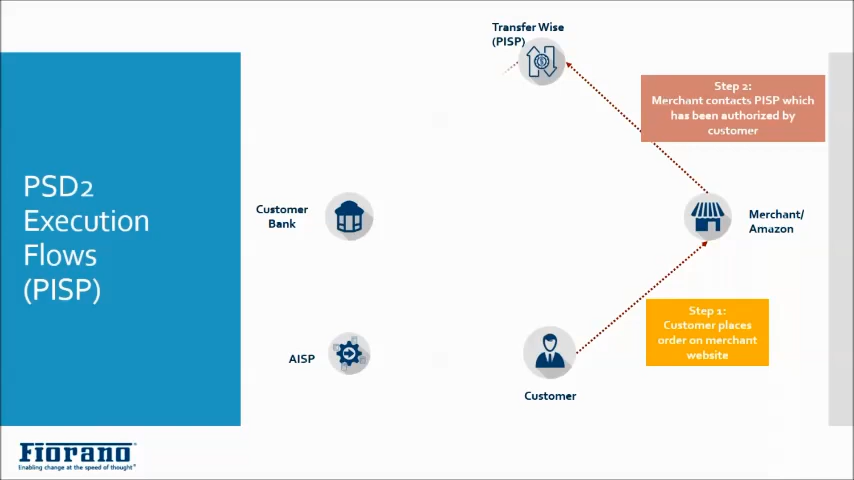 Transfer Wise
(PISP)
Step 2:
Merchant contacts PISP which
has been authorized by
customer
PSD2
Execution
Flows
(PISP)
Customer
Bank
Merchant/
Amazon
Step 1:
Customer places
order on merchant
website
AISP
Customer
Fiorano
Enabling change at the speed of thought